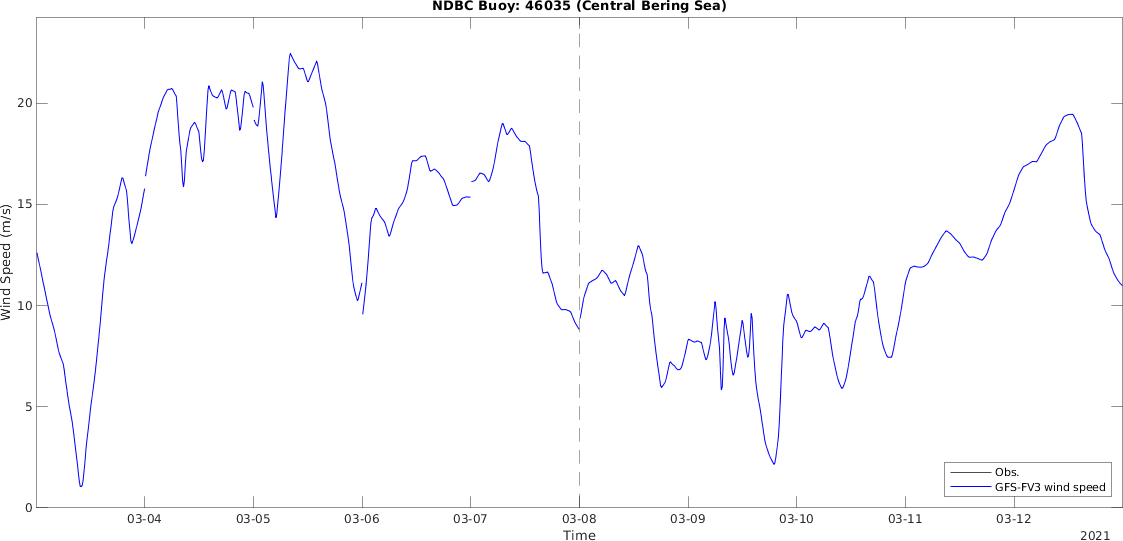 NDBC Buoy: 46035 (Central Bering Sea)
Wind Speed (m/s)
20
15
10
5
0
Obs.
GFS-FV3 wind speed
03-04 03-05 03-06 03-07 03-08 03-09 03-10 03-11 03-12
Time
2021